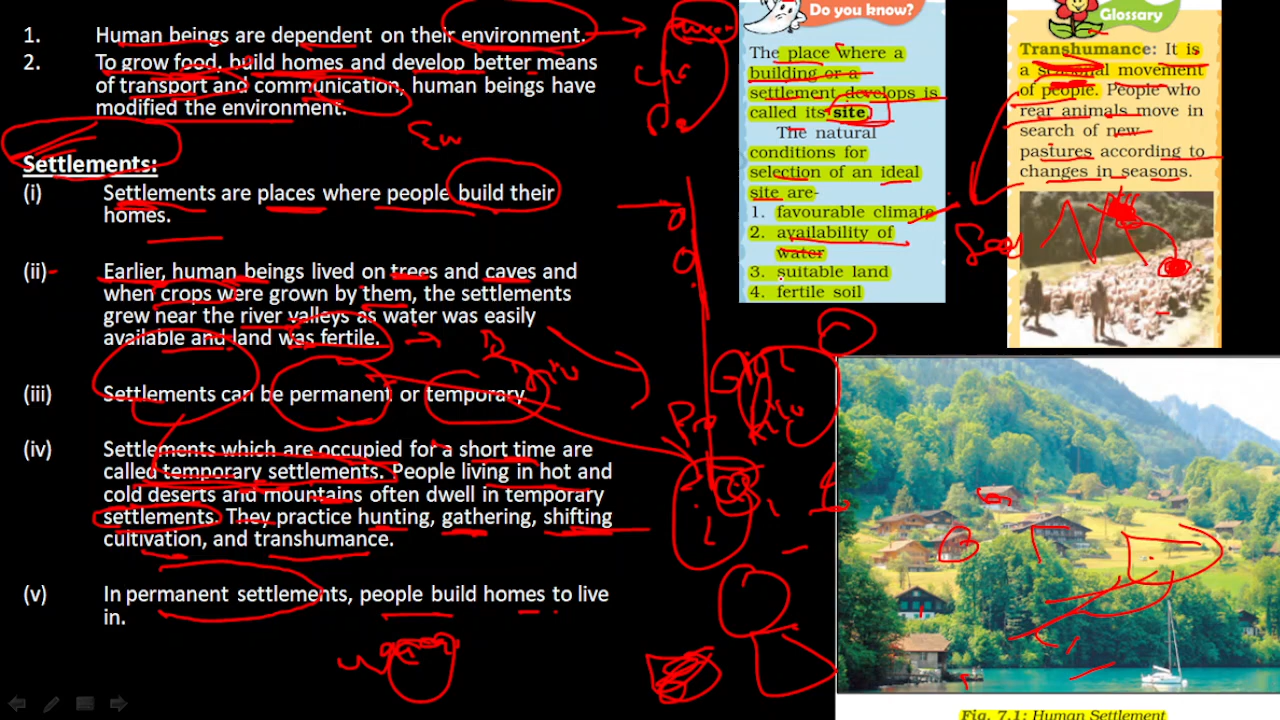 1. Human beings are dependent on their environment.
2. To grow food, build homes and develop better means
of transport and communication, human beings have
modified the environment.
Settlements:
(i) Settlements are places where people build their
homes.
(ii) Earlier, human beings lived on trees and caves and
when crops were grown by them, the settlements
grew near the river valleys as water was easily
available and land was fertile.
(iii) Settlements can be permanent or temporary
(iv) Settlements which are occupied for a short time are
called temporary settlements. People living in hot and
cold deserts and mountains often dwell in temporary
settlements. They practice hunting, gathering, shifting
cultivation, and transhumance.
(v) In permanent settlements, people build homes to live
in.
Do you know?
The place where a
building or a
settlement develops is
called its site.
The natural
conditions for
selection of an ideal
site are-
1. favourable climate
2. availability of
water
3. suitable land
4. fertile soil
Glossary
Transhumance: It is
a seasonal movement
of people. People who
rear animals move in
search of new
pastures according to
changes in seasons.
Fig. 7.1: Human Settlement